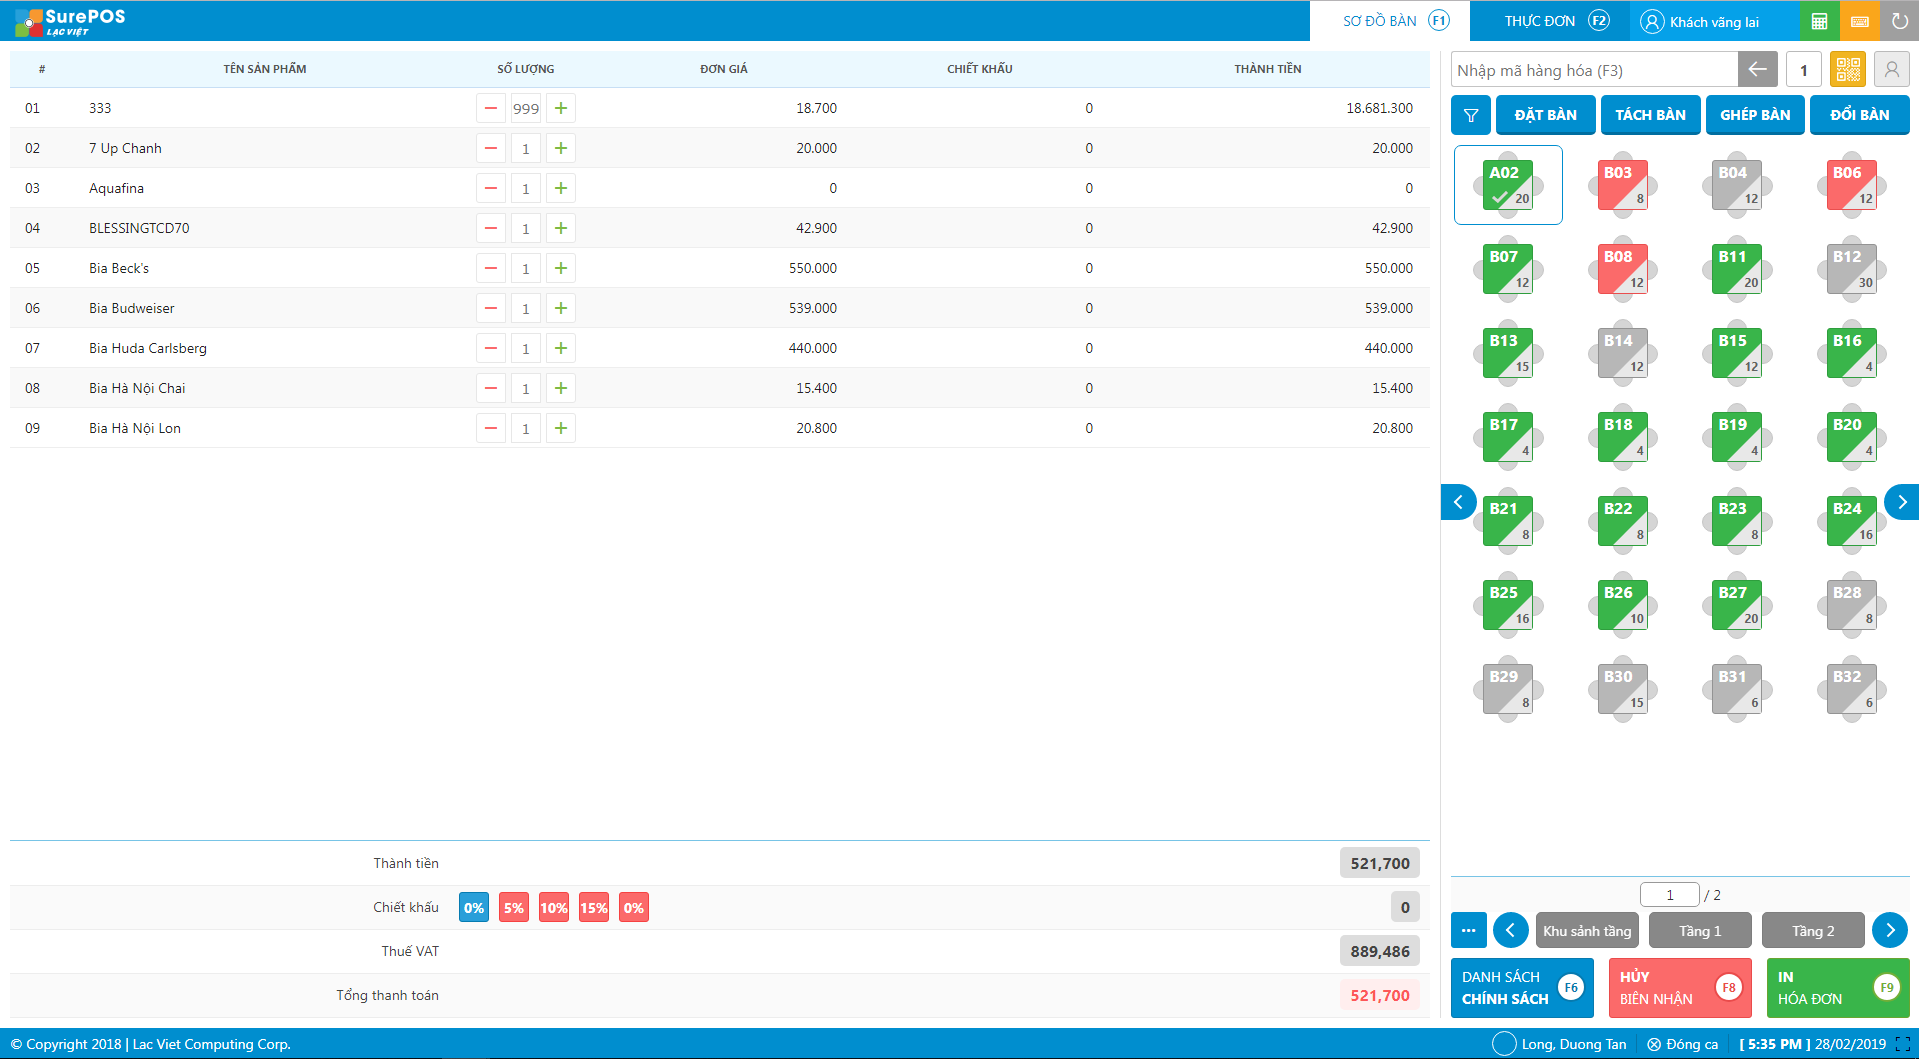 SurePOS
LẠC VIỆT
SƠ ĐỒ BÀN F1
THỰC ĐƠN F2
Khách vãng lai
# TÊN SẢN PHẨM SỐ LƯỢNG ĐƠN GIÁ CHIẾT KHẤU THÀNH TIỀN
01 333 999 18.700 0 18.681.300
02 7 Up Chanh 1 20.000 0 20.000
03 Aquafina 1 0 0 0
04 BLESSINGTCD70 1 42.900 0 42.900
05 Bia Beck's 1 550.000 0 550.000
06 Bia Budweiser 1 539.000 0 539.000
07 Bia Huda Carlsberg 1 440.000 0 440.000
08 Bia Hà Nội Chai 1 15.400 0 15.400
09 Bia Hà Nội Lon 1 20.800 0 20.800
Thành tiền 521,700
Chiết khấu 0% 5% 10% 15% 0% 0
Thuế VAT 889,486
Tổng thanh toán 521,700
Nhập mã hàng hóa (F3) 1
ĐẶT BÀN TÁCH BÀN GHÉP BÀN ĐỔI BÀN
A02 20 B03 8 B04 12 B06 12
B07 12 B08 12 B11 20 B12 30
B13 15 B14 12 B15 12 B16 4
B17 4 B18 4 B19 4 B20 4
B21 8 B22 8 B23 8 B24 16
B25 16 B26 10 B27 20 B28 8
B29 8 B30 15 B31 6 B32 6
1 / 2
Khu sảnh tầng Tầng 1 Tầng 2
DANH SÁCH
CHÍNH SÁCH F6
HỦY
BIÊN NHẬN F8
IN
HÓA ĐƠN F9
© Copyright 2018 | Lac Viet Computing Corp.
Long, Duong Tan Đóng ca [ 5:35 PM ] 28/02/2019